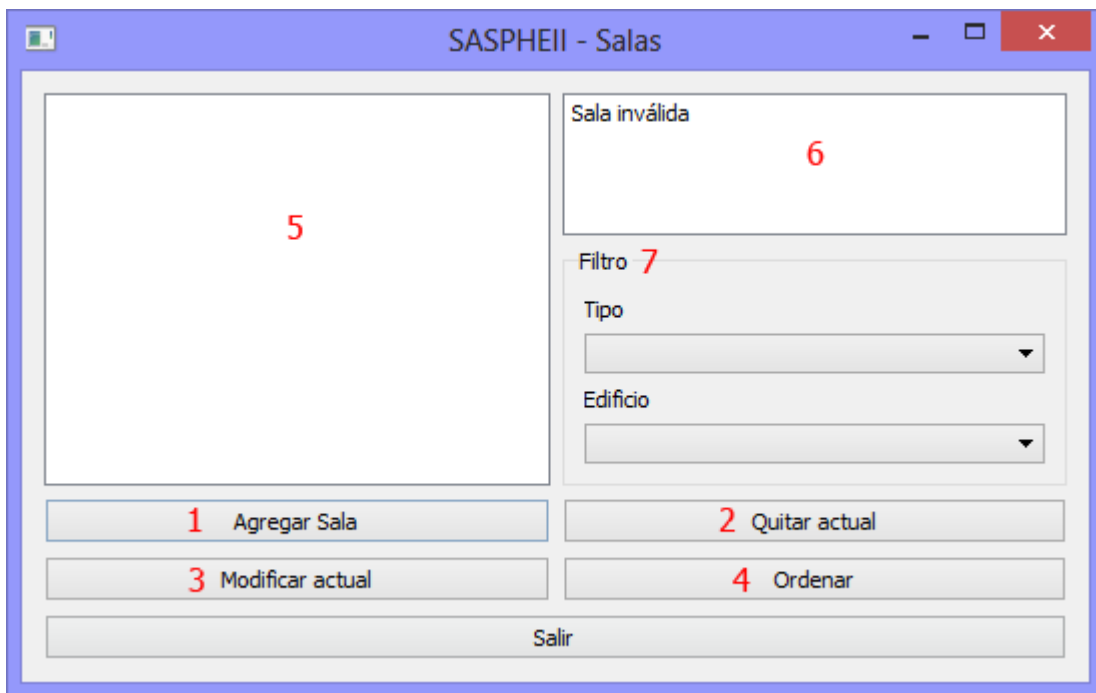 SASPHEII - Salas
Sala inválida
6
5
Filtro 7
Tipo
Edificio
1 Agregar Sala
2 Quitar actual
3 Modificar actual
4 Ordenar
Salir